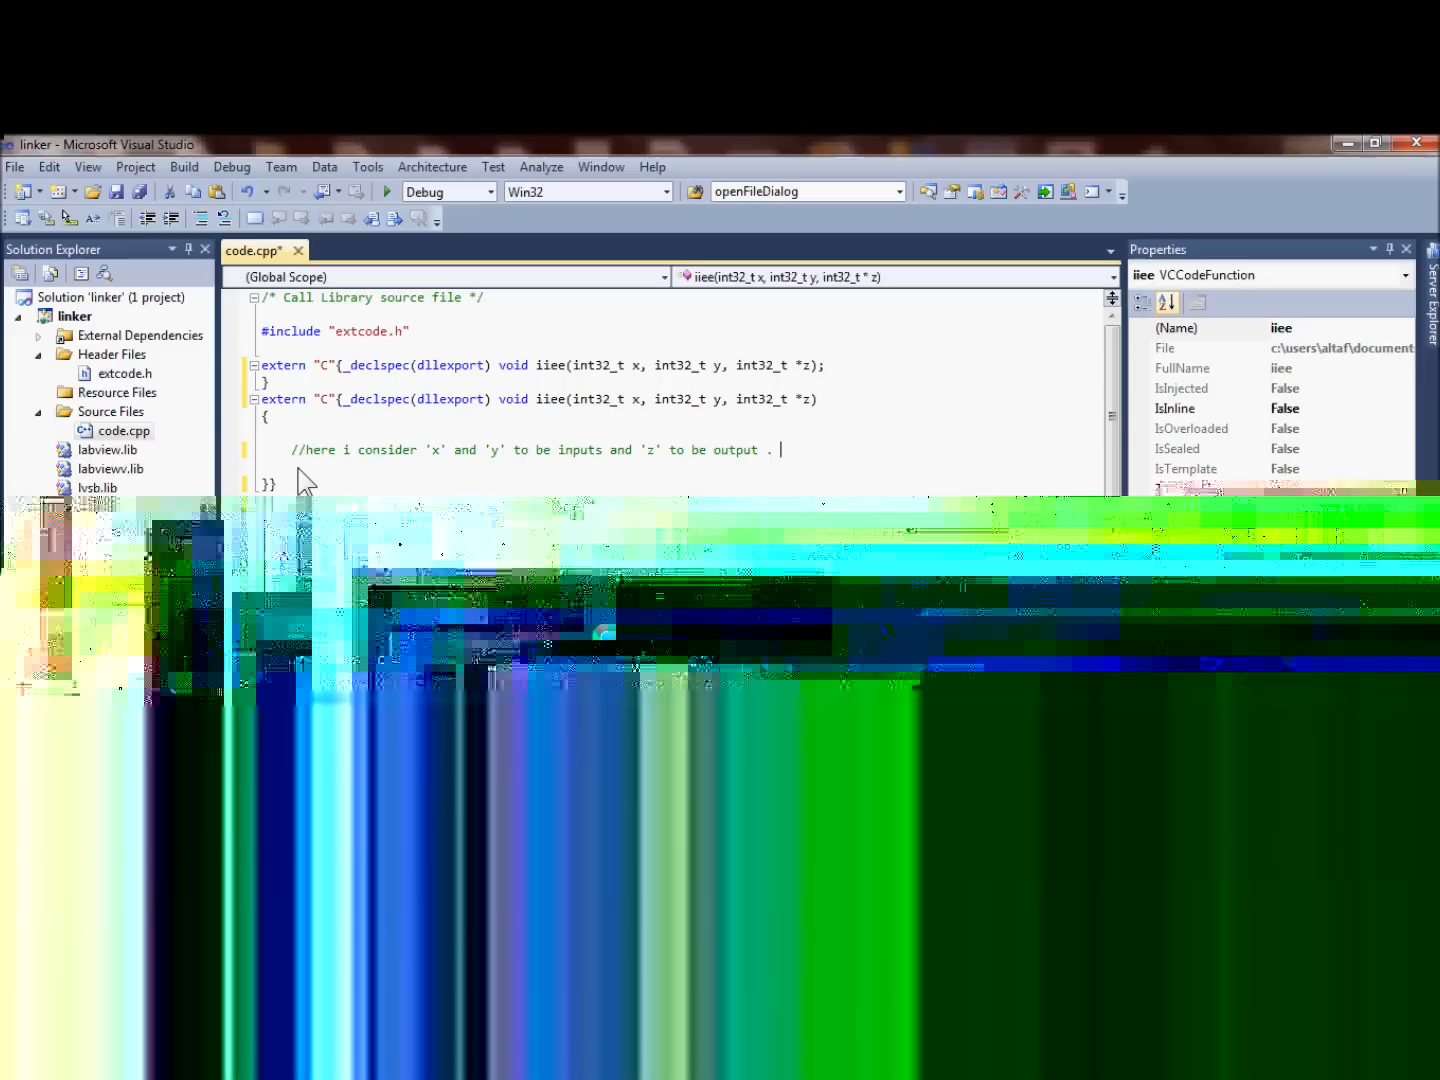 linker - Microsoft Visual Studio
File Edit View Project Build Debug Team Data Tools Architecture Test Analyze Window Help
Debug Win32 openFileDialog
Solution Explorer
code.cpp*
Properties
(Global Scope)
iiee(int32_t x, int32_t y, int32_t * z)
iiee VCCodeFunction
Solution 'linker' (1 project)
linker
External Dependencies
Header Files
extcode.h
Resource Files
Source Files
code.cpp
labview.lib
labviewv.lib
lvsb.lib
/* Call Library source file */
#include "extcode.h"
extern "C"{_declspec(dllexport) void iiee(int32_t x, int32_t y, int32_t *z);
}
extern "C"{_declspec(dllexport) void iiee(int32_t x, int32_t y, int32_t *z)
{
//here i consider 'x' and 'y' to be inputs and 'z' to be output .
}}
(Name) iiee
File c:\users\altaf\document
FullName iiee
IsInjected False
IsInline False
IsOverloaded False
IsSealed False
IsTemplate False
Server Explorer